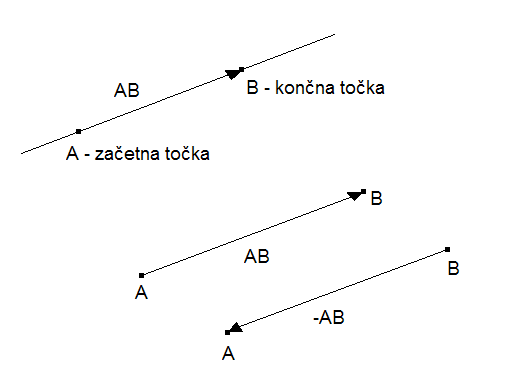 AB
B - končna točka
A - začetna točka
B
AB
A
B
-AB
A